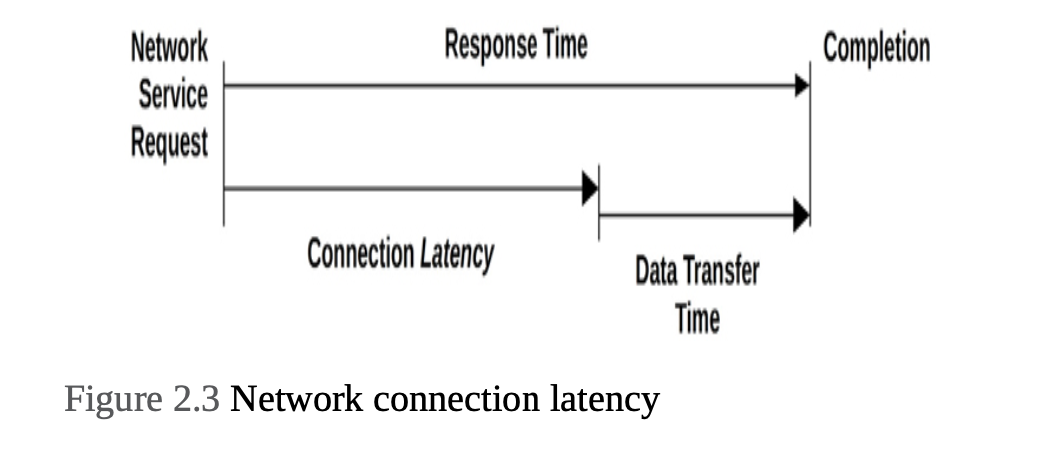 Network
Service
Request
Response Time
Completion
Connection Latency
Data Transfer
Time
Figure 2.3 Network connection latency